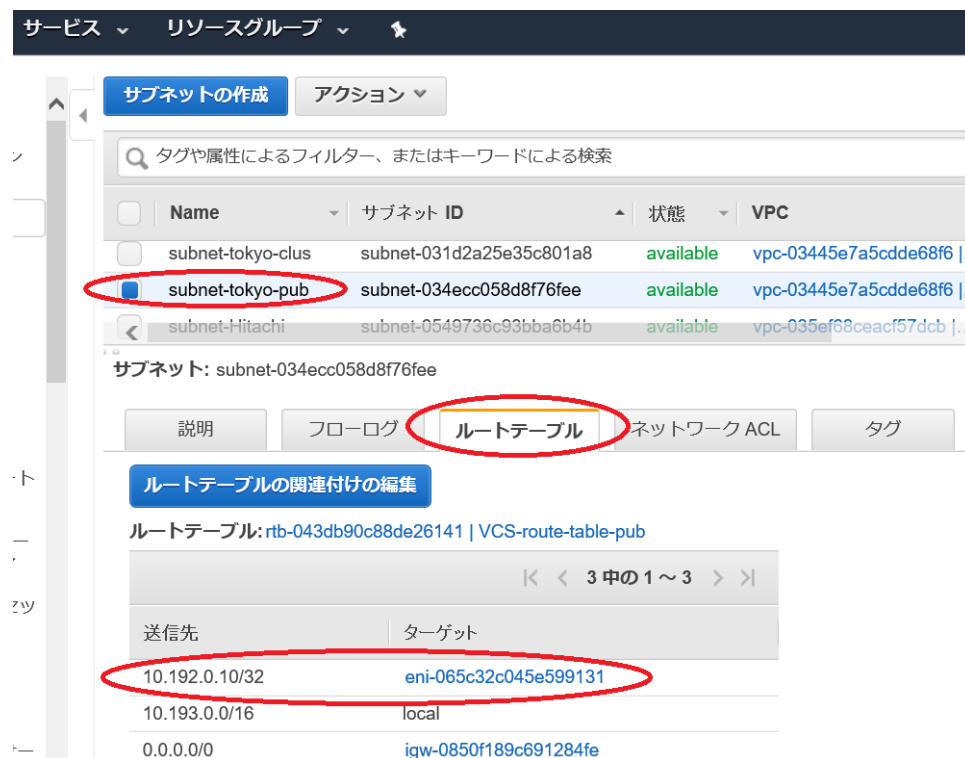 サービス リソースグループ
サブネットの作成 アクション
タグや属性によるフィルター、またはキーワードによる検索
Name サブネット ID 状態 VPC
subnet-tokyo-clus subnet-031d2a25e35c801a8 available vpc-03445e7a5cdde68f6 |
subnet-tokyo-pub subnet-034ecc058d8f76fee available vpc-03445e7a5cdde68f6 |
subnet-Hitachi subnet-0549736c93bba6b4b available vpc-035ef68ceacf57dcb |
サブネット: subnet-034ecc058d8f76fee
説明 フローログ ルートテーブル ネットワーク ACL タグ
ート
ルートテーブルの関連付けの編集
ルートテーブル: rtb-043db90c88de26141 | VCS-route-table-pub
3 中の 1 ～ 3
セッ
送信先 ターゲット
10.192.0.10/32 eni-065c32c045e599131
10.193.0.0/16 local
0.0.0.0/0 igw-0850f189c691284fe